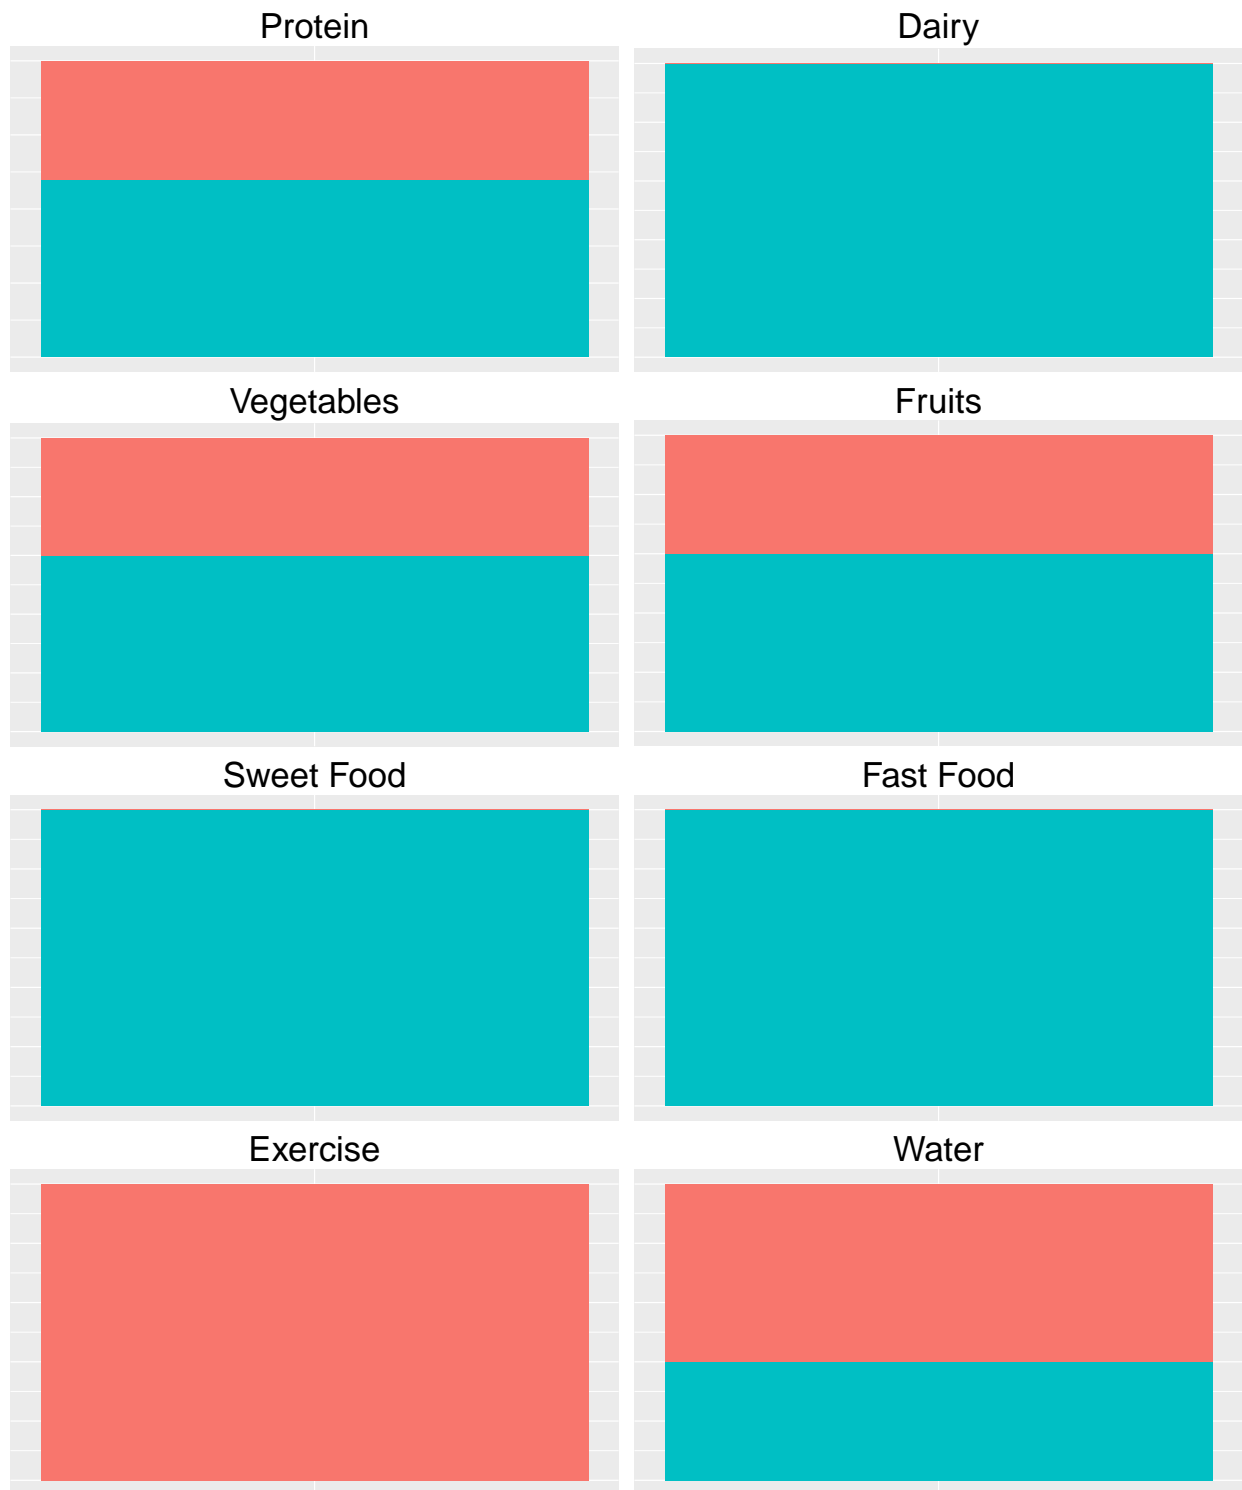 Protein
Dairy
Vegetables
Fruits
Sweet Food
Fast Food
Exercise
Water